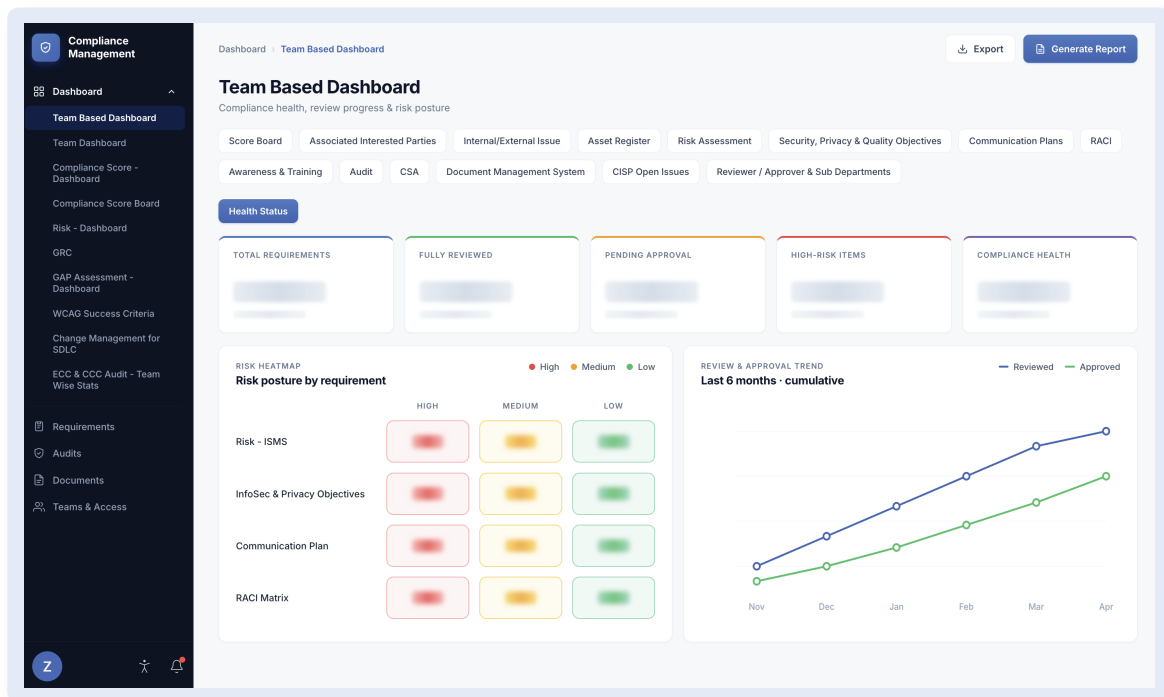 Compliance
Management
Dashboard
Team Based Dashboard
Team Dashboard
Compliance Score -
Dashboard
Compliance Score Board
Risk - Dashboard
GRC
GAP Assessment -
Dashboard
WCAG Success Criteria
Change Management for
SDLC
ECC & CCC Audit - Team
Wise Stats
Requirements
Audits
Documents
Teams & Access
Z
Dashboard › Team Based Dashboard
Export
Generate Report
Team Based Dashboard
Compliance health, review progress & risk posture
Score Board Associated Interested Parties Internal/External Issue Asset Register Risk Assessment Security, Privacy & Quality Objectives Communication Plans RACI
Awareness & Training Audit CSA Document Management System CISP Open Issues Reviewer / Approver & Sub Departments
Health Status
TOTAL REQUIREMENTS FULLY REVIEWED PENDING APPROVAL HIGH-RISK ITEMS COMPLIANCE HEALTH
RISK HEATMAP
Risk posture by requirement
High Medium Low
HIGH MEDIUM LOW
Risk - ISMS
InfoSec & Privacy Objectives
Communication Plan
RACI Matrix
REVIEW & APPROVAL TREND
Last 6 months · cumulative
Reviewed Approved
Nov Dec Jan Feb Mar Apr